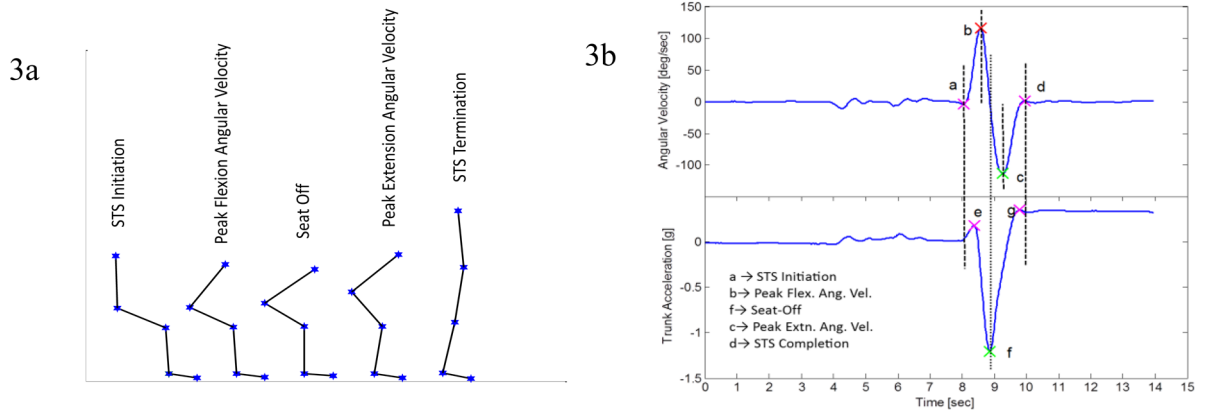 3a
STS Initiation
Peak Flexion Angular Velocity
Seat Off
Peak Extension Angular Velocity
STS Termination
3b
Angular Velocity [deg/sec]
150
100
50
0
-50
-100
a
b
c
d
Trunk Acceleration [g]
0
-0.5
-1
-1.5
e
g
f
a → STS Initiation
b→ Peak Flex. Ang. Vel.
f→ Seat-Off
c→ Peak Extn. Ang. Vel.
d→ STS Completion
0 1 2 3 4 5 6 7 8 9 10 11 12 13 14 15
Time [sec]